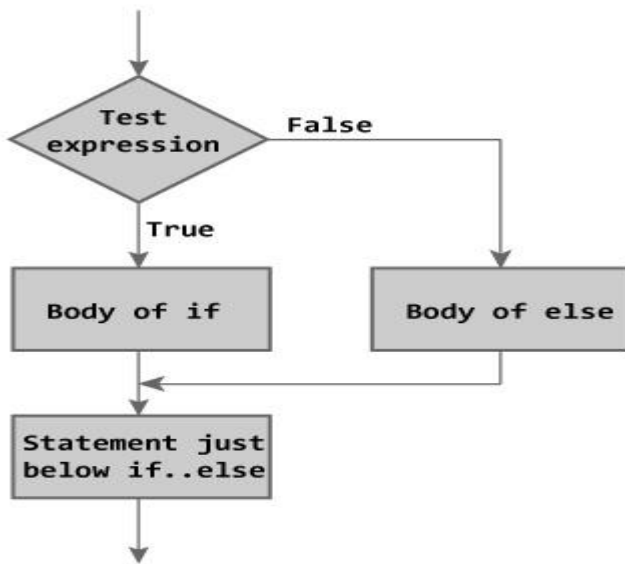 Test
expression
False
True
Body of if
Body of else
Statement just
below if..else